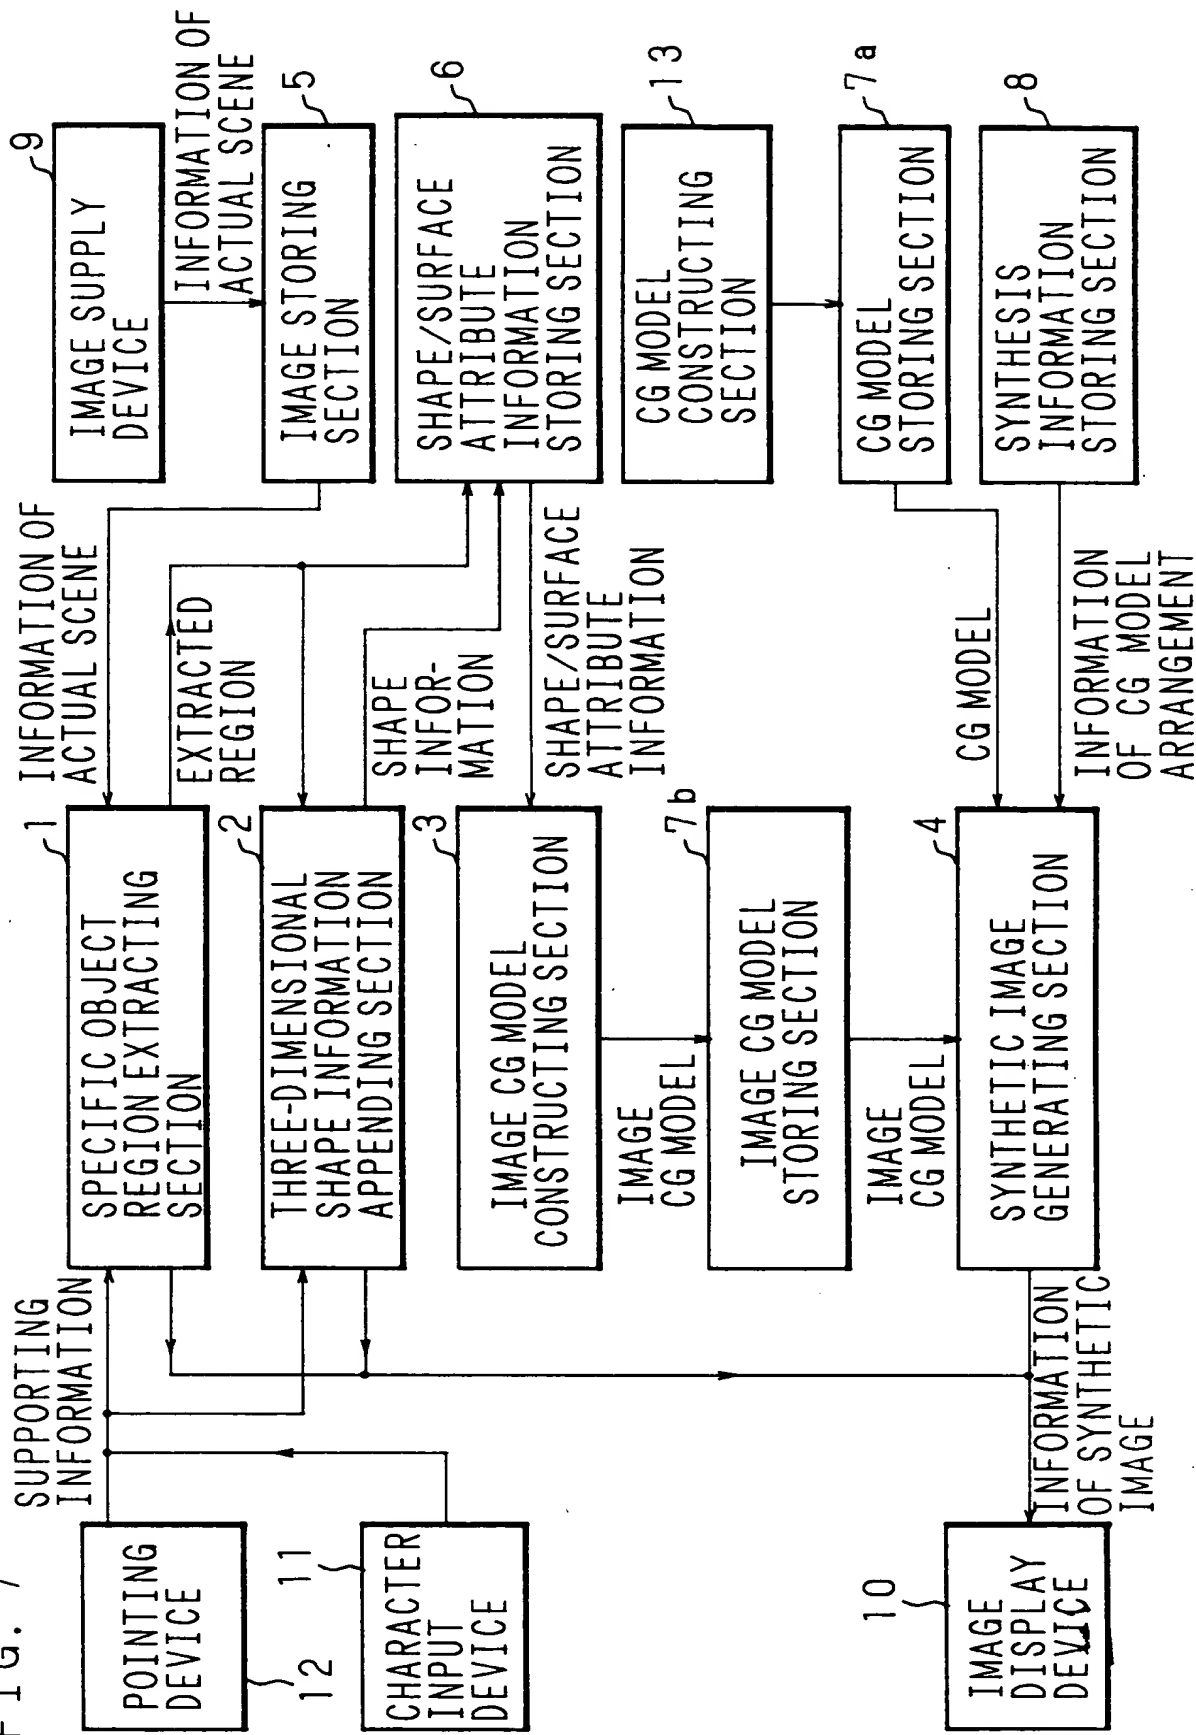 FIG. 7
POINTING
DEVICE
12
11
CHARACTER
INPUT
DEVICE
10
IMAGE
DISPLAY
DEVICE
SUPPORTING
INFORMATION
INFORMATION
OF SYNTHETIC
IMAGE
1
SPECIFIC OBJECT
REGION EXTRACTING
SECTION
2
THREE-DIMENSIONAL
SHAPE INFORMATION
APPENDING SECTION
3
IMAGE CG MODEL
CONSTRUCTING SECTION
IMAGE
CG MODEL
7b
IMAGE CG MODEL
STORING SECTION
IMAGE
CG MODEL
4
SYNTHETIC IMAGE
GENERATING SECTION
INFORMATION OF
ACTUAL SCENE
EXTRACTED
REGION
SHAPE
INFOR-
MATION
SHAPE/SURFACE
ATTRIBUTE
INFORMATION
CG MODEL
INFORMATION
OF CG MODEL
ARRANGEMENT
9
IMAGE SUPPLY
DEVICE
INFORMATION OF
ACTUAL SCENE
5
IMAGE STORING
SECTION
6
SHAPE/SURFACE
ATTRIBUTE
INFORMATION
STORING SECTION
13
CG MODEL
CONSTRUCTING
SECTION
7a
CG MODEL
STORING SECTION
8
SYNTHESIS
INFORMATION
STORING SECTION